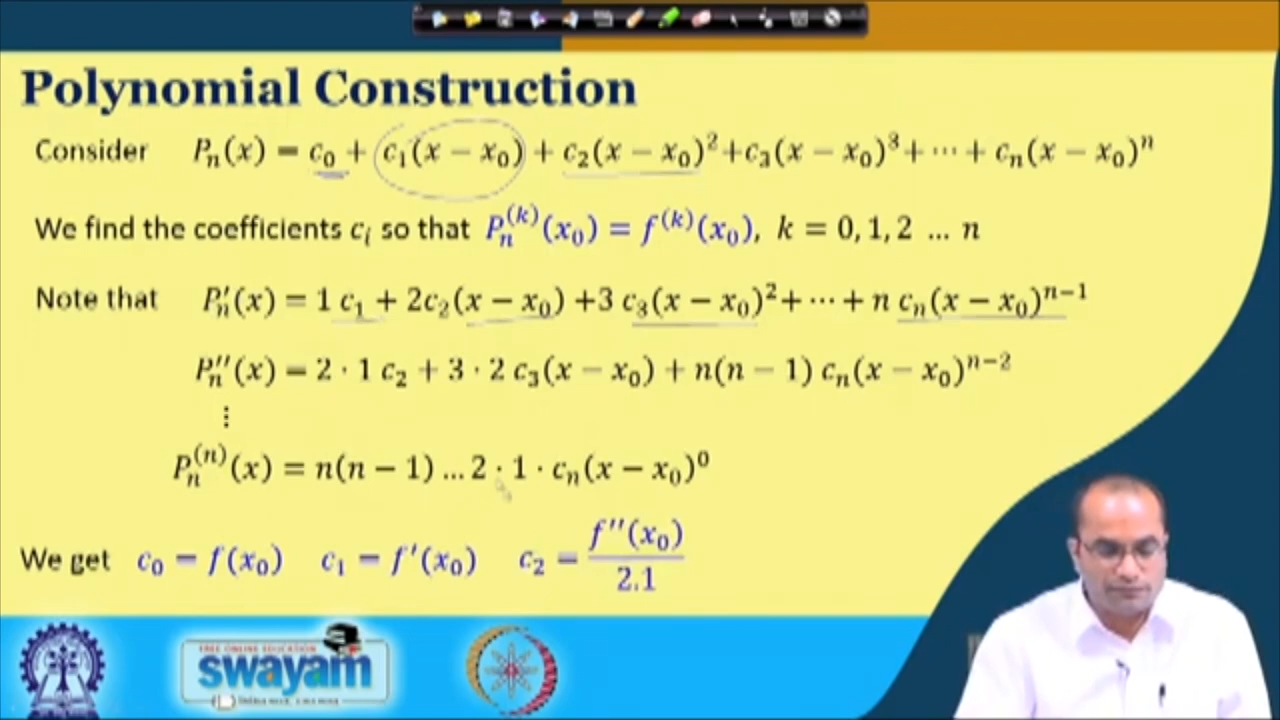 Polynomial Construction
Consider Pₙ(x) = c₀ + c₁(x − x₀) + c₂(x − x₀)² + c₃(x − x₀)³ + ⋯ + cₙ(x − x₀)ⁿ
We find the coefficients cᵢ so that Pₙ⁽ᵏ⁾(x₀) = f⁽ᵏ⁾(x₀), k = 0, 1, 2 … n
Note that Pₙ′(x) = 1 c₁ + 2c₂(x − x₀) + 3 c₃(x − x₀)² + ⋯ + n cₙ(x − x₀)ⁿ⁻¹
Pₙ″(x) = 2 · 1 c₂ + 3 · 2 c₃(x − x₀) + n(n − 1) cₙ(x − x₀)ⁿ⁻²
⋮
Pₙ⁽ⁿ⁾(x) = n(n − 1) … 2 · 1 · cₙ(x − x₀)⁰
We get c₀ = f(x₀) c₁ = f′(x₀) c₂ = f″(x₀) / 2.1
FREE ONLINE EDUCATION
swayam